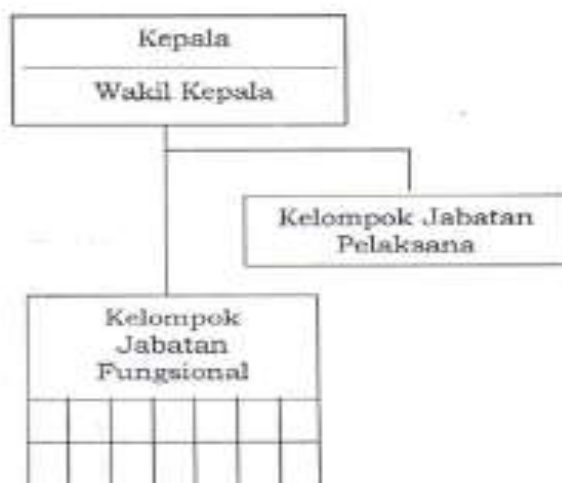 Kepala
Wakil Kepala
Kelompok Jabatan
Pelaksana
Kelompok
Jabatan
Fungsional